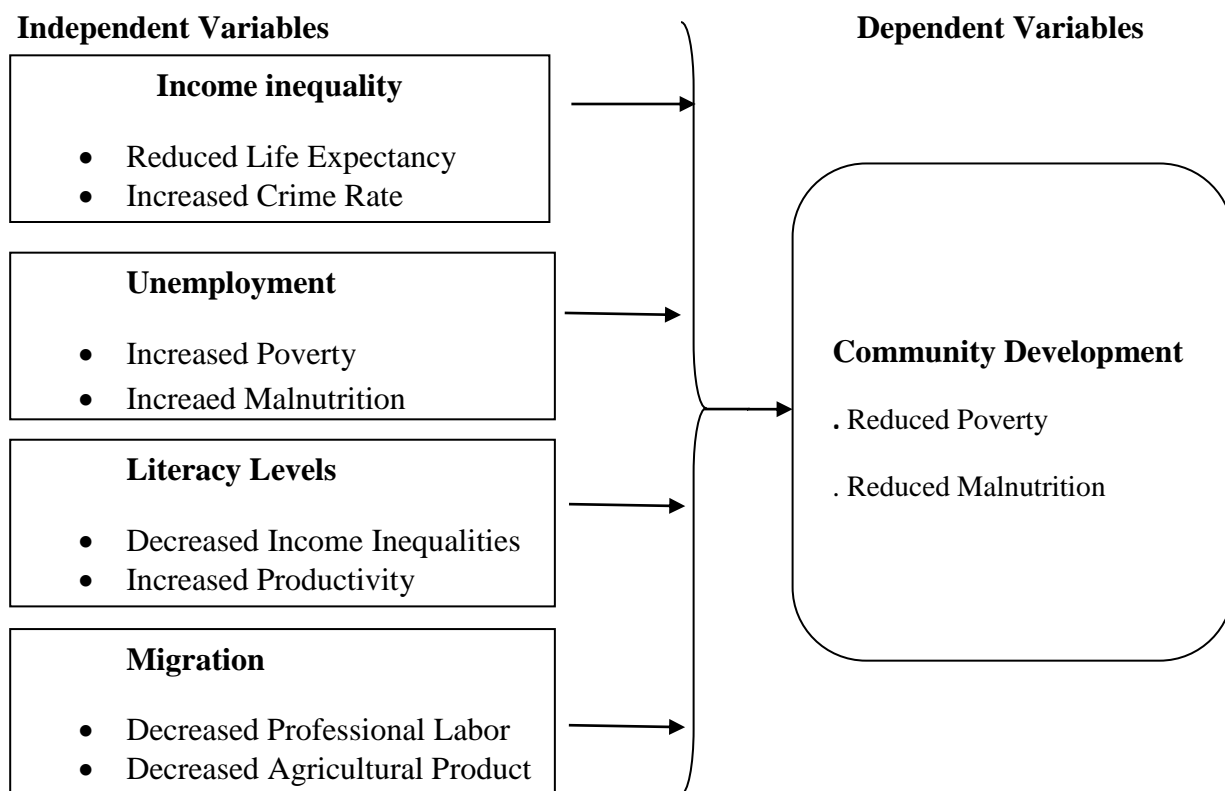 Independent Variables
Dependent Variables
Income inequality
• Reduced Life Expectancy
• Increased Crime Rate
Unemployment
• Increased Poverty
• Increaed Malnutrition
Literacy Levels
• Decreased Income Inequalities
• Increased Productivity
Migration
• Decreased Professional Labor
• Decreased Agricultural Product
Community Development
. Reduced Poverty
. Reduced Malnutrition